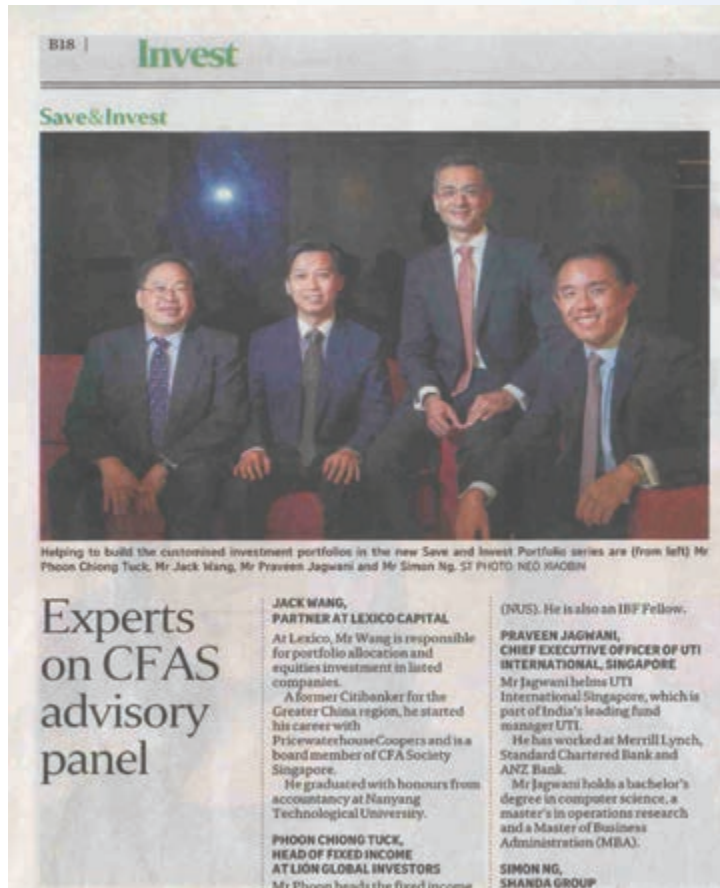 B18 |
Invest
Save&Invest
Helping to build the customised investment portfolios in the new Save and Invest Portfolio series are (from left) Mr
Phoon Chiong Tuck, Mr Jack Wang, Mr Praveen Jagwani and Mr Simon Ng. ST PHOTO: NEO XIAOBIN
Experts
on CFAS
advisory
panel
JACK WANG,
PARTNER AT LEXICO CAPITAL
At Lexico, Mr Wang is responsible
for portfolio allocation and
equities investment in listed
companies.
A former Citibanker for the
Greater China region, he started
his career with
PricewaterhouseCoopers and is a
board member of CFA Society
Singapore.
He graduated with honours from
accountancy at Nanyang
Technological University.
PHOON CHIONG TUCK,
HEAD OF FIXED INCOME
AT LION GLOBAL INVESTORS
Mr Phoon heads the fixed income
(NUS). He is also an IBF Fellow.
PRAVEEN JAGWANI,
CHIEF EXECUTIVE OFFICER OF UTI
INTERNATIONAL, SINGAPORE
Mr Jagwani helms UTI
International Singapore, which is
part of India's leading fund
manager UTI.
He has worked at Merrill Lynch,
Standard Chartered Bank and
ANZ Bank.
Mr Jagwani holds a bachelor's
degree in computer science, a
master's in operations research
and a Master of Business
Administration (MBA).
SIMON NG,
SHANDA GROUP